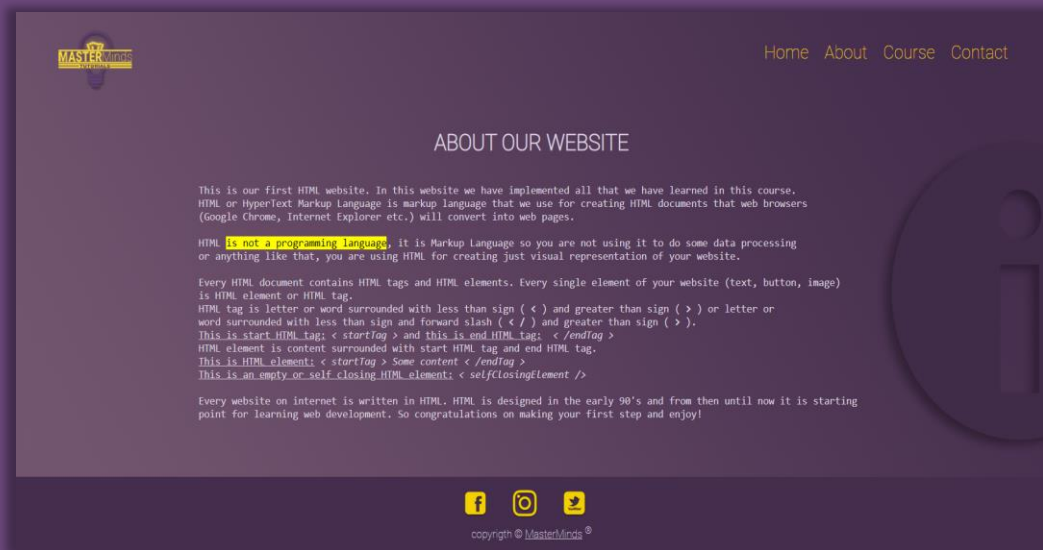 MASTERMinds
TUTORIALS
Home About Course Contact
ABOUT OUR WEBSITE
This is our first HTML website. In this website we have implemented all that we have learned in this course.
HTML or HyperText Markup Language is markup language that we use for creating HTML documents that web browsers
(Google Chrome, Internet Explorer etc.) will convert into web pages.
HTML is not a programming language, it is Markup Language so you are not using it to do some data processing
or anything like that, you are using HTML for creating just visual representation of your website.
Every HTML document contains HTML tags and HTML elements. Every single element of your website (text, button, image)
is HTML element or HTML tag.
HTML tag is letter or word surrounded with less than sign ( < ) and greater than sign ( > ) or letter or
word surrounded with less than sign and forward slash ( < / ) and greater than sign ( > ).
This is start HTML tag: < startTag > and this is end HTML tag:  < /endTag >
HTML element is content surrounded with start HTML tag and end HTML tag.
This is HTML element: < startTag > Some content < /endTag >
This is an empty or self closing HTML element: < selfClosingElement />
Every website on internet is written in HTML. HTML is designed in the early 90's and from then until now it is starting
point for learning web development. So congratulations on making your first step and enjoy!
copyrigth © MasterMinds ®